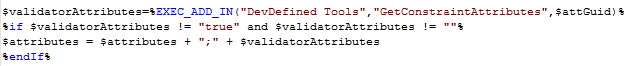 $validatorAttributes=%EXEC_ADD_IN("DevDefined Tools","GetConstraintAttributes",$attGuid)%
%if $validatorAttributes != "true" and $validatorAttributes != ""%
$attributes = $attributes + ";" + $validatorAttributes
%endIf%